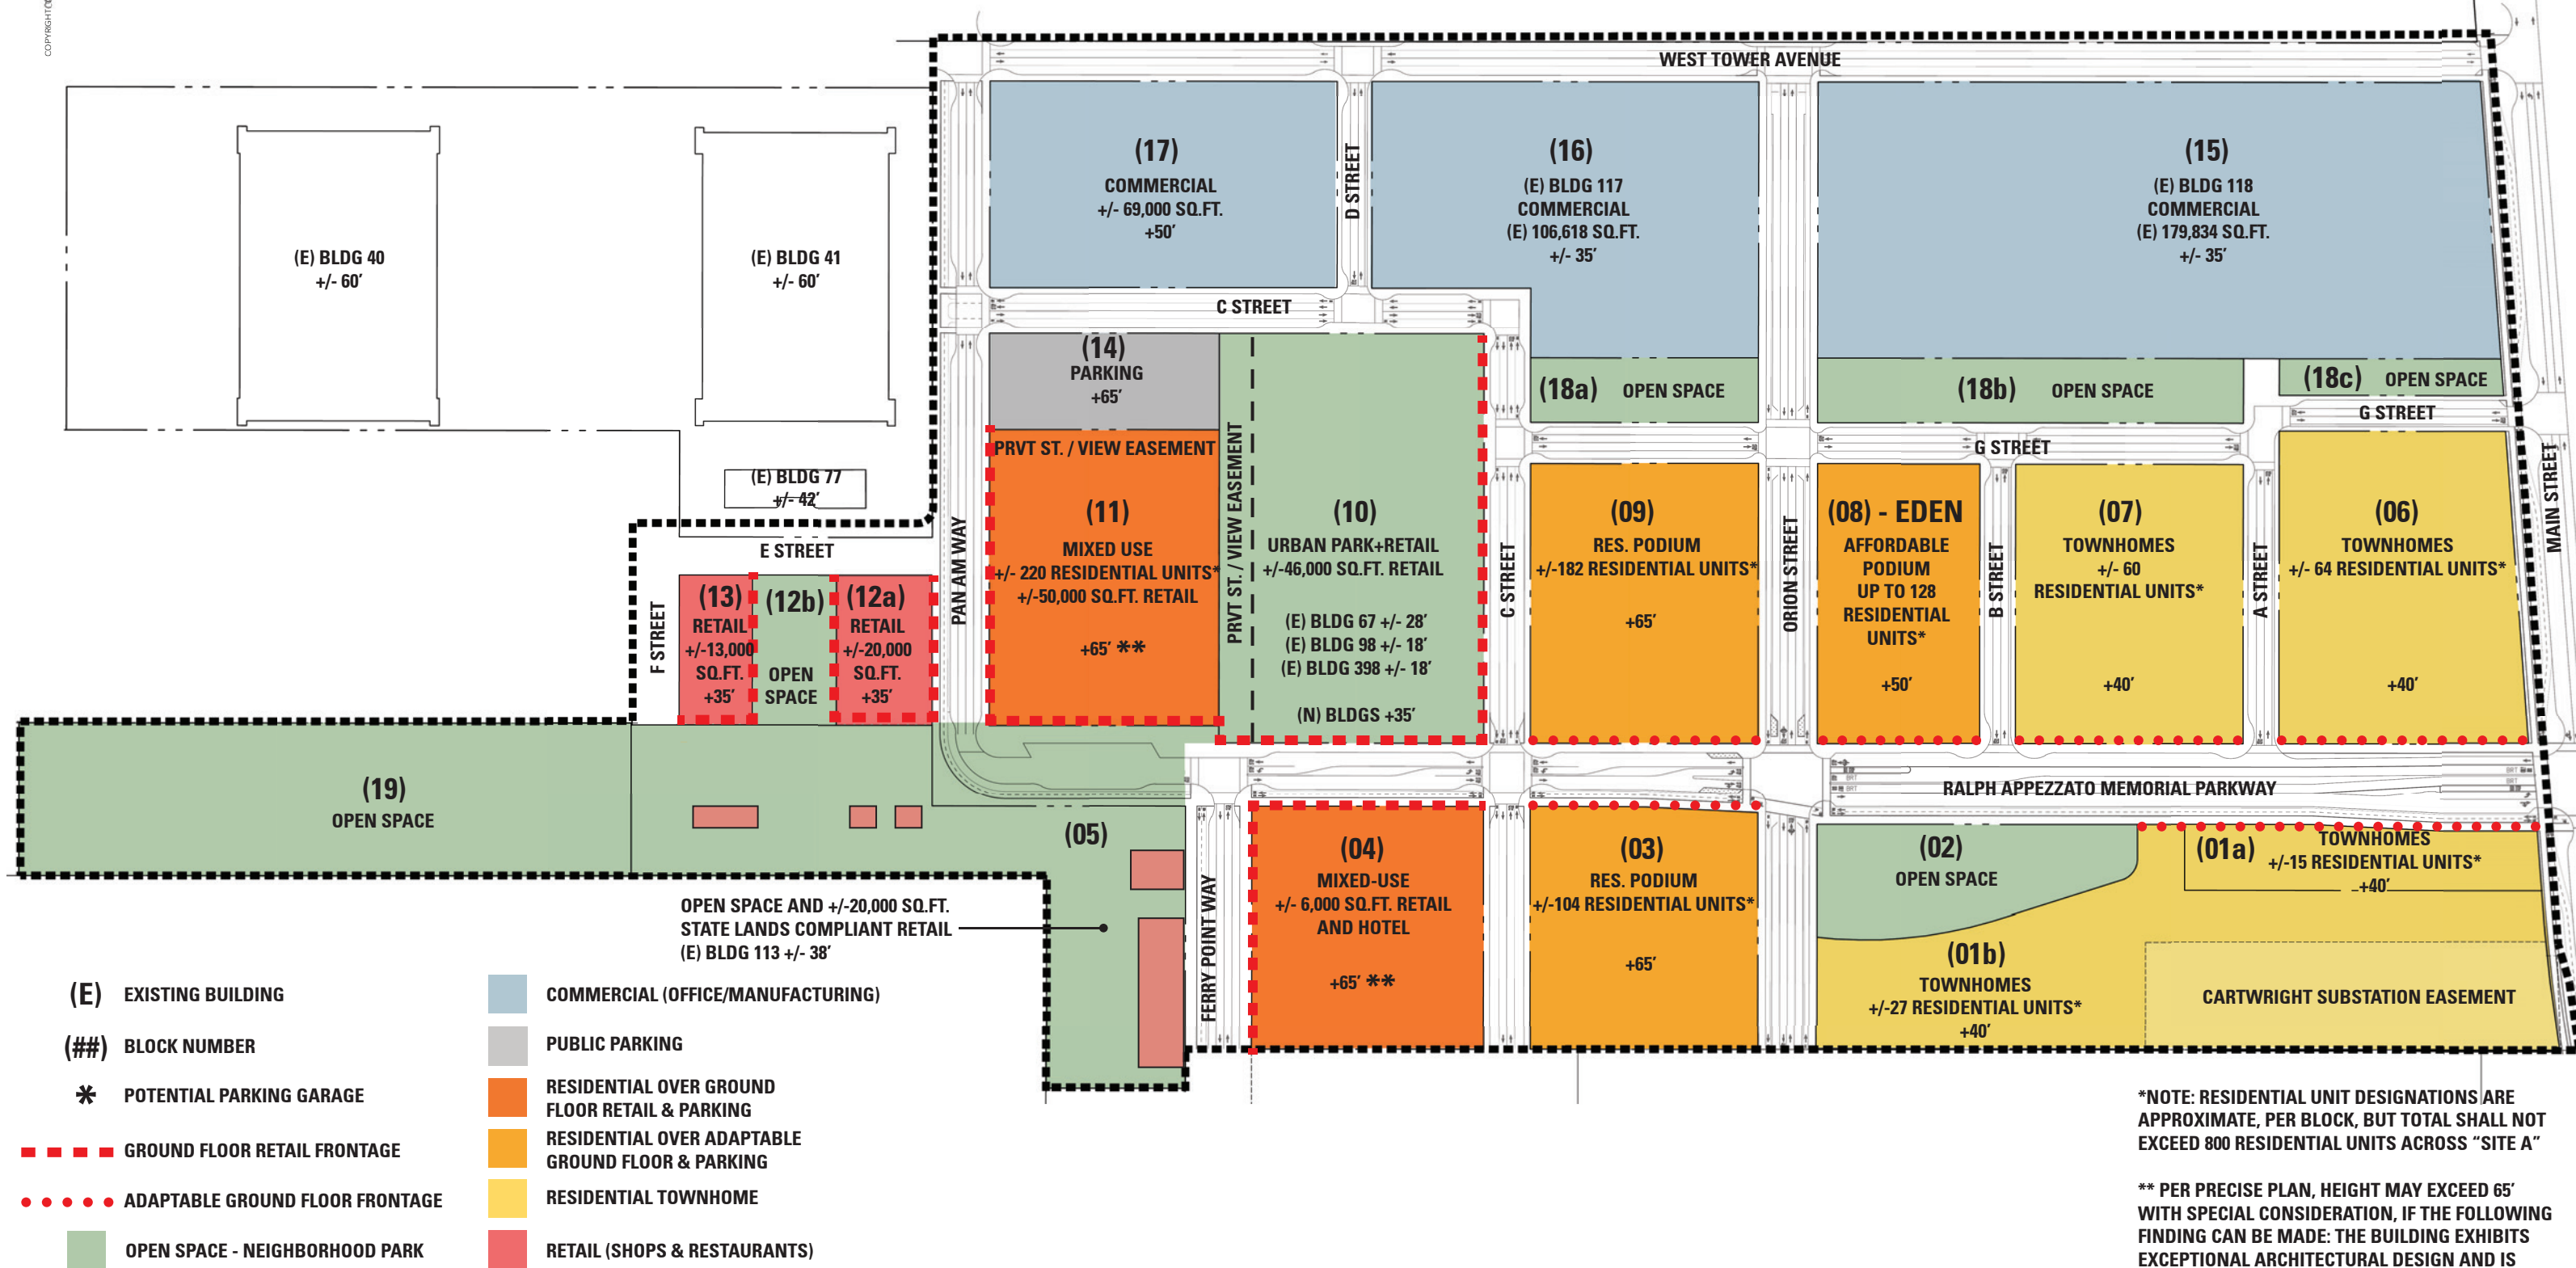 COPYRIGHT
WEST TOWER AVENUE
(17)
COMMERCIAL
+/- 69,000 SQ.FT.
+50'
D STREET
(16)
(E) BLDG 117
COMMERCIAL
(E) 106,618 SQ.FT.
+/- 35'
(15)
(E) BLDG 118
COMMERCIAL
(E) 179,834 SQ.FT.
+/- 35'
(E) BLDG 40
+/- 60'
(E) BLDG 41
+/- 60'
C STREET
(14)
PARKING
+65'
(18a) OPEN SPACE
(18b) OPEN SPACE
(18c) OPEN SPACE
G STREET
G STREET
MAIN STREET
(E) BLDG 77
+/- 42'
E STREET
F STREET
PAN AM WAY
PRVT ST. / VIEW EASEMENT
(11)
MIXED USE
+/- 220 RESIDENTIAL UNITS*
+/-50,000 SQ.FT. RETAIL
+65' **
PRVT ST. / VIEW EASEMENT
(10)
URBAN PARK+RETAIL
+/-46,000 SQ.FT. RETAIL
(E) BLDG 67 +/- 28'
(E) BLDG 98 +/- 18'
(E) BLDG 398 +/- 18'
(N) BLDGS +35'
C STREET
(09)
RES. PODIUM
+/-182 RESIDENTIAL UNITS*
+65'
ORION STREET
(08) - EDEN
AFFORDABLE
PODIUM
UP TO 128
RESIDENTIAL
UNITS*
+50'
B STREET
(07)
TOWNHOMES
+/- 60
RESIDENTIAL UNITS*
+40'
A STREET
(06)
TOWNHOMES
+/- 64 RESIDENTIAL UNITS*
+40'
(13)
RETAIL
+/-13,000
SQ.FT.
+35'
(12b)
OPEN
SPACE
(12a)
RETAIL
+/-20,000
SQ.FT.
+35'
(19)
OPEN SPACE
(05)
OPEN SPACE AND +/-20,000 SQ.FT.
STATE LANDS COMPLIANT RETAIL
(E) BLDG 113 +/- 38'
FERRY POINT WAY
RALPH APPEZZATO MEMORIAL PARKWAY
BRT
BRT
BRT
BRT
(04)
MIXED-USE
+/- 6,000 SQ.FT. RETAIL
AND HOTEL
+65' **
(03)
RES. PODIUM
+/-104 RESIDENTIAL UNITS*
+65'
(02)
OPEN SPACE
(01a)
TOWNHOMES
+/-15 RESIDENTIAL UNITS*
+40'
(01b)
TOWNHOMES
+/-27 RESIDENTIAL UNITS*
+40'
CARTWRIGHT SUBSTATION EASEMENT
(E) EXISTING BUILDING
(##) BLOCK NUMBER
* POTENTIAL PARKING GARAGE
GROUND FLOOR RETAIL FRONTAGE
ADAPTABLE GROUND FLOOR FRONTAGE
OPEN SPACE - NEIGHBORHOOD PARK
COMMERCIAL (OFFICE/MANUFACTURING)
PUBLIC PARKING
RESIDENTIAL OVER GROUND
FLOOR RETAIL & PARKING
RESIDENTIAL OVER ADAPTABLE
GROUND FLOOR & PARKING
RESIDENTIAL TOWNHOME
RETAIL (SHOPS & RESTAURANTS)
*NOTE: RESIDENTIAL UNIT DESIGNATIONS ARE
APPROXIMATE, PER BLOCK, BUT TOTAL SHALL NOT
EXCEED 800 RESIDENTIAL UNITS ACROSS "SITE A"
** PER PRECISE PLAN, HEIGHT MAY EXCEED 65'
WITH SPECIAL CONSIDERATION, IF THE FOLLOWING
FINDING CAN BE MADE: THE BUILDING EXHIBITS
EXCEPTIONAL ARCHITECTURAL DESIGN AND IS